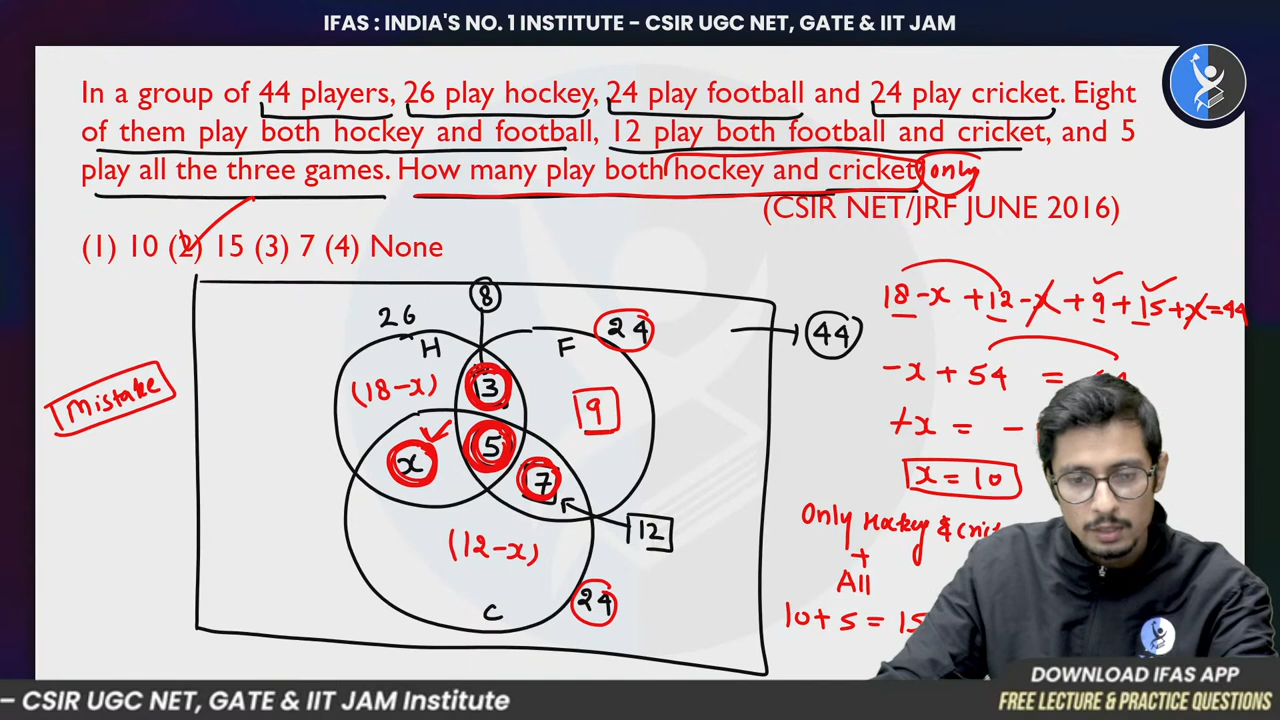 IFAS : INDIA'S NO. 1 INSTITUTE – CSIR UGC NET, GATE & IIT JAM
In a group of 44 players, 26 play hockey, 24 play football and 24 play cricket. Eight
of them play both hockey and football, 12 play both football and cricket, and 5
play all the three games. How many play both hockey and cricket only
(CSIR NET/JRF JUNE 2016)
(1) 10 (2) 15 (3) 7 (4) None
8
26
H
F
24
44
18-x + 12-x + 9 + 15 + x = 44
(18-x)
3
9
-x + 54 =
Mistake
+x = -
x
5
7
x = 10
12
Only Hockey &
(12-x)
+
All
C
24
10 + 5 = 15
DOWNLOAD IFAS APP
– CSIR UGC NET, GATE & IIT JAM Institute
FREE LECTURE & PRACTICE QUESTIONS